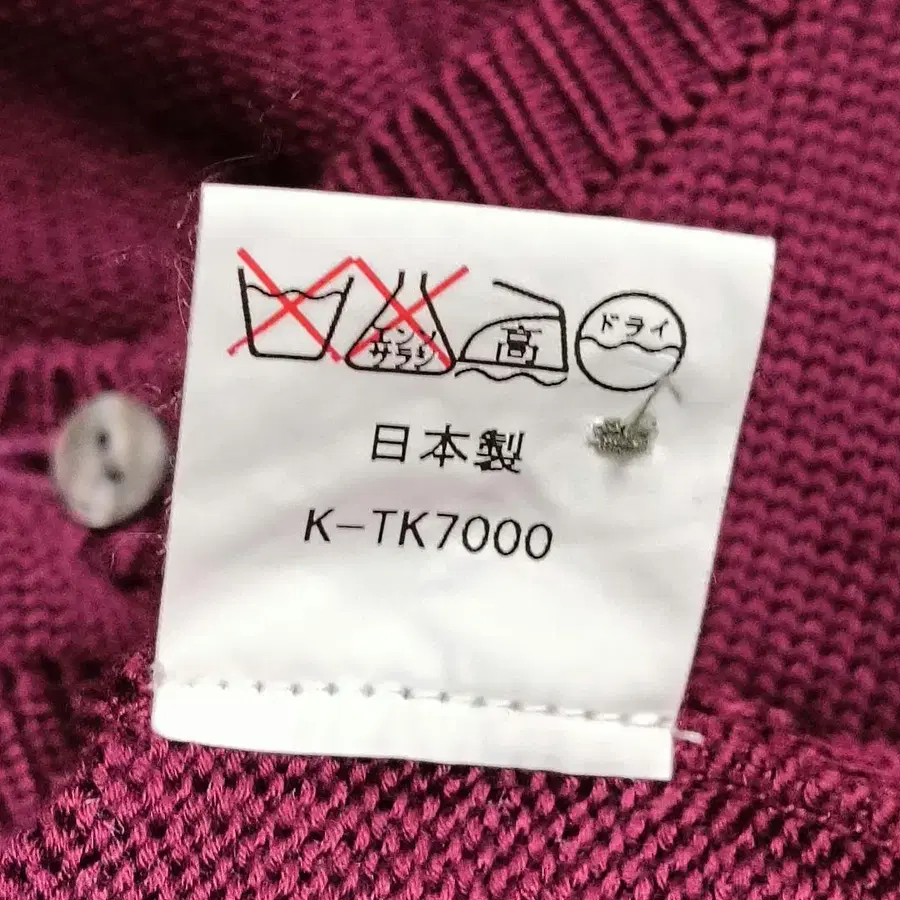 エンソ
サラシ
高
ドライ
日本製
K-TK7000